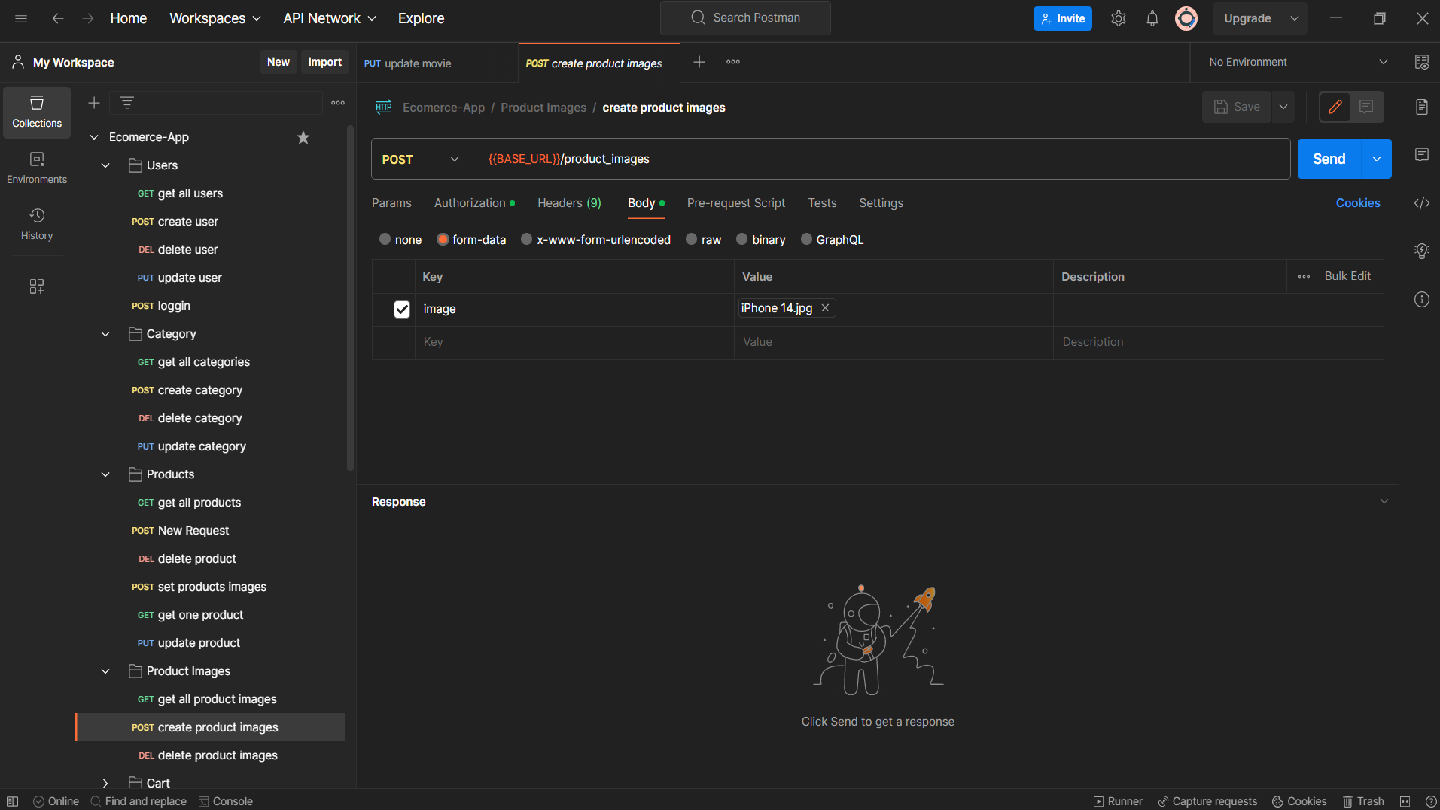 Home Workspaces API Network Explore Search Postman Invite Upgrade
My Workspace New Import PUT update movie POST create product images No Environment
Collections
Environments
History
Ecomerce-App
Users
GET get all users
POST create user
DEL delete user
PUT update user
POST loggin
Category
GET get all categories
POST create category
DEL delete category
PUT update category
Products
GET get all products
POST New Request
DEL delete product
POST set products images
GET get one product
PUT update product
Product Images
GET get all product images
POST create product images
DEL delete product images
Cart
HTTP Ecomerce-App / Product Images / create product images Save
POST {{BASE_URL}}/product_images Send
Params Authorization Headers (9) Body Pre-request Script Tests Settings Cookies
none form-data x-www-form-urlencoded raw binary GraphQL
Key Value Description Bulk Edit
image iPhone 14.jpg
Key Value Description
Response
Click Send to get a response
Online Find and replace Console Runner Capture requests Cookies Trash